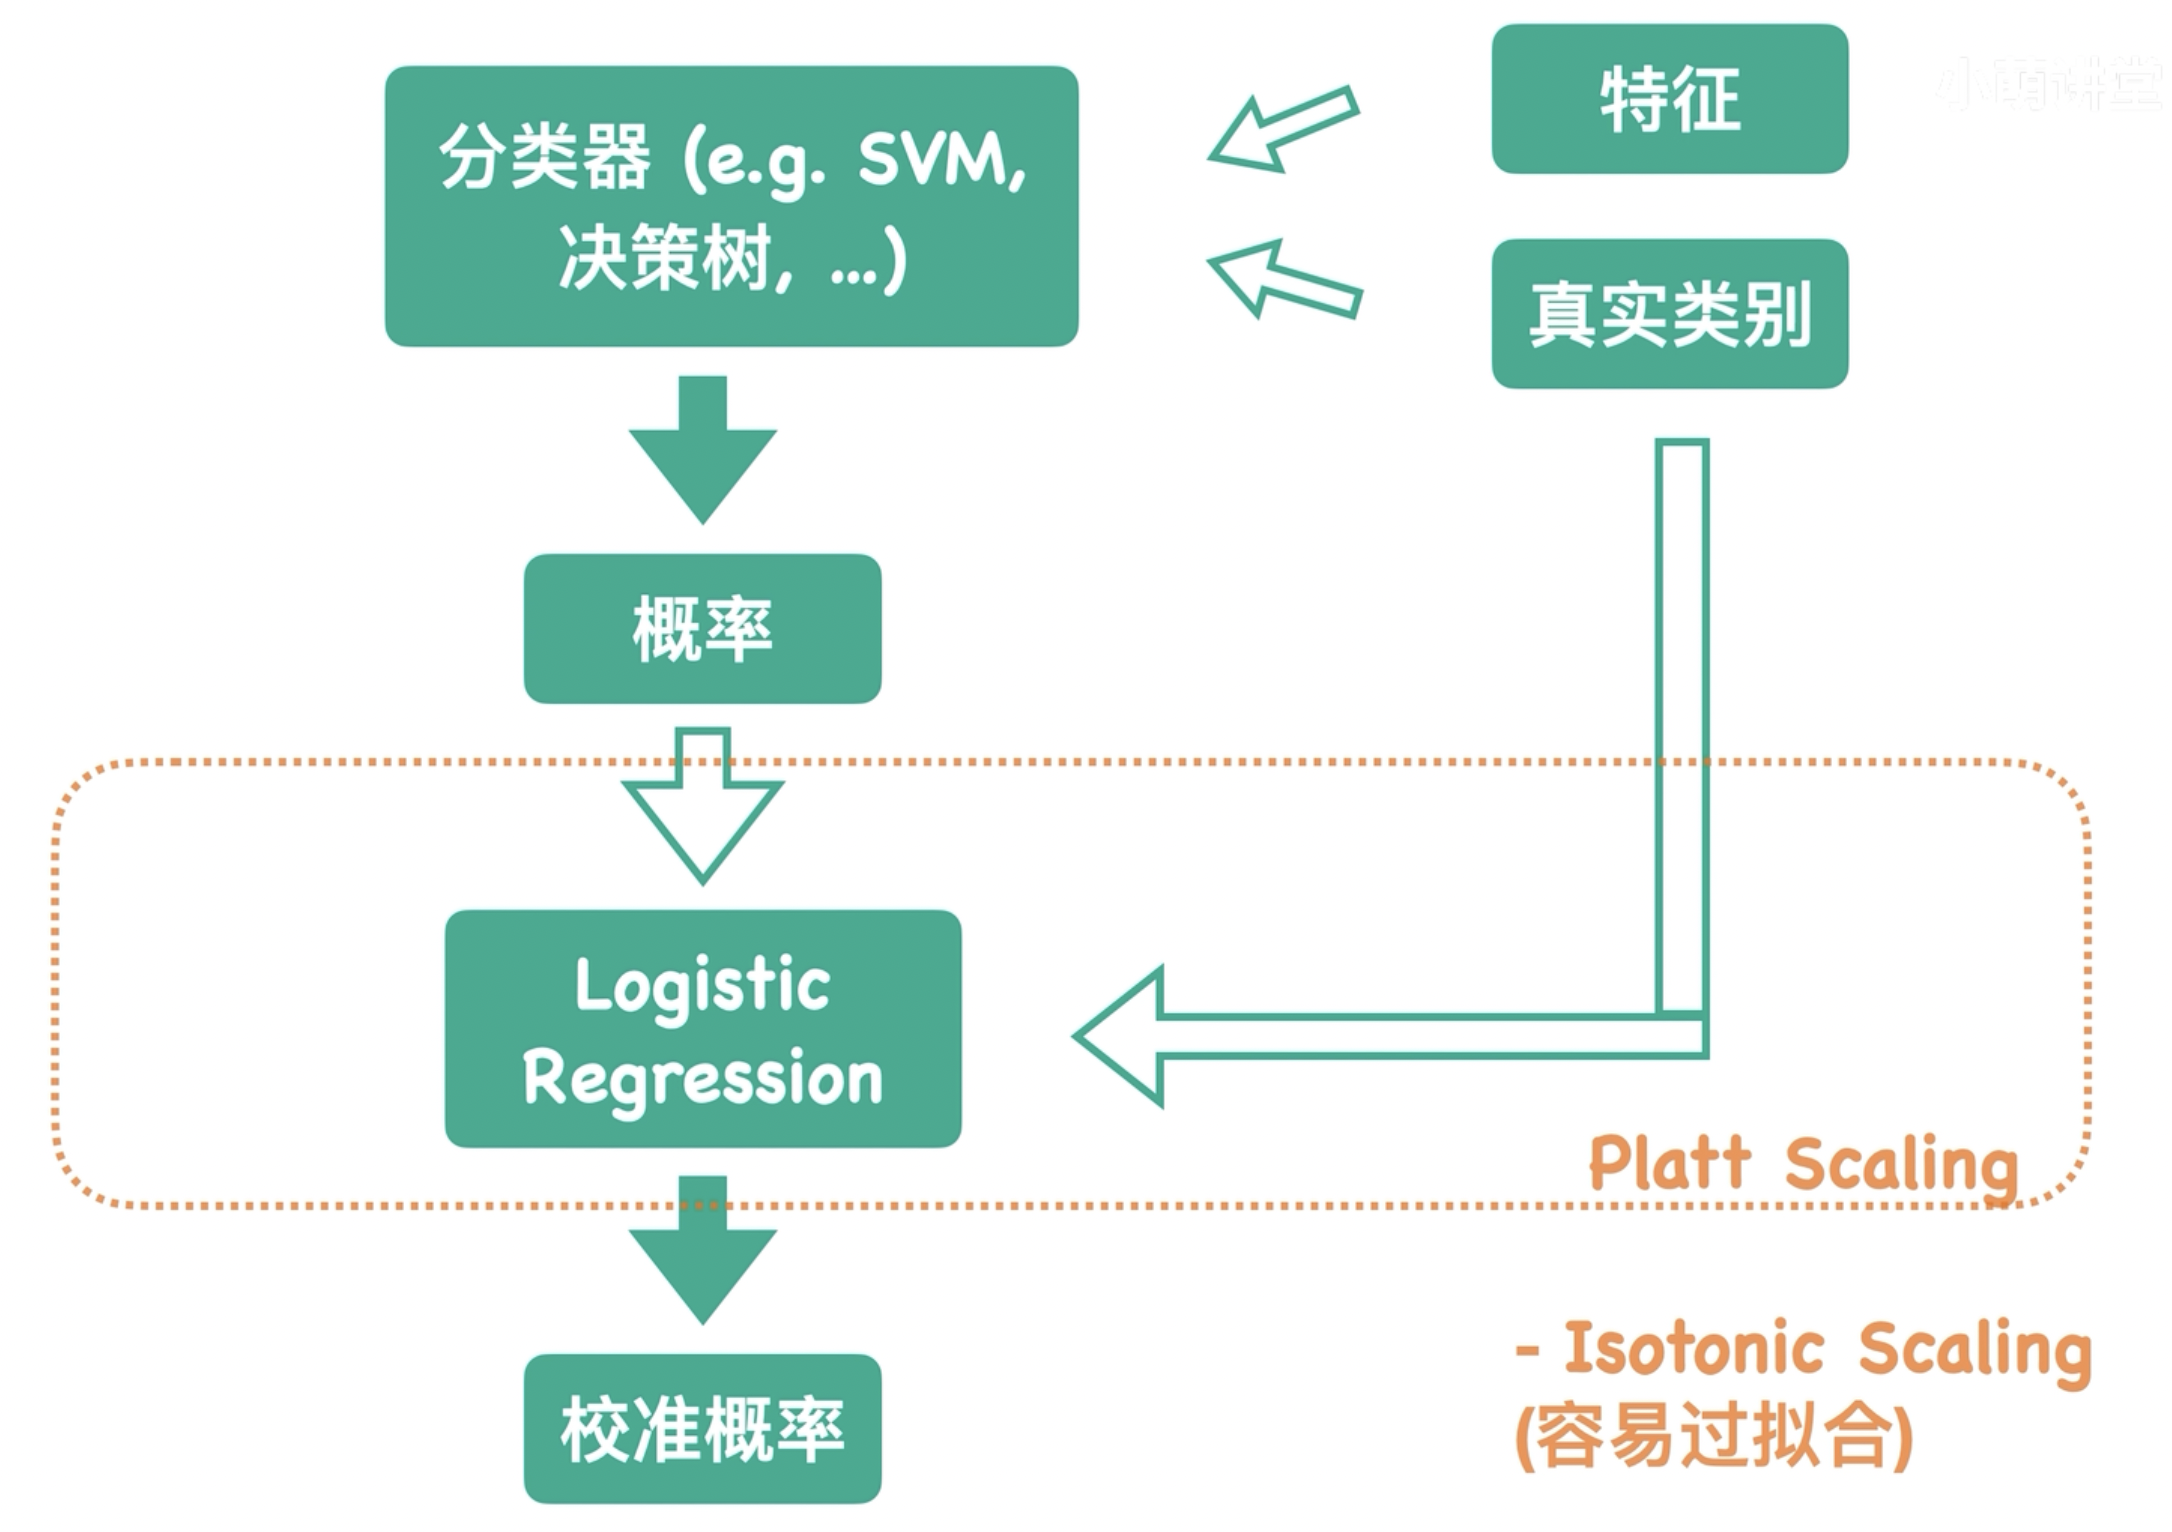 特征
小萌讲堂
分类器 (e.g. SVM,
决策树, ...)
真实类别
概率
Logistic
Regression
Platt Scaling
校准概率
- Isotonic Scaling
(容易过拟合)